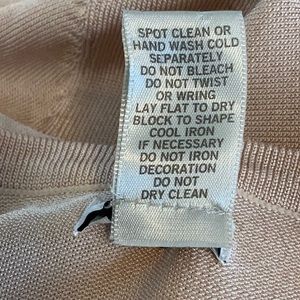 SPOT CLEAN OR
HAND WASH COLD
SEPARATELY
DO NOT BLEACH
DO NOT TWIST
OR WRING
LAY FLAT TO DRY
BLOCK TO SHAPE
COOL IRON
IF NECESSARY
DO NOT IRON
DECORATION
DO NOT
DRY CLEAN